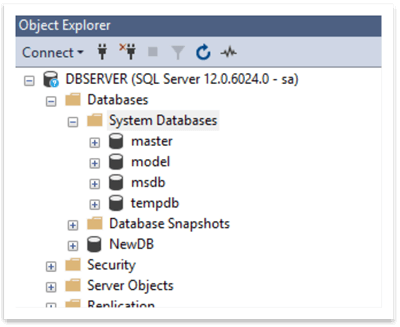 Object Explorer
Connect
DBSERVER (SQL Server 12.0.6024.0 - sa)
Databases
System Databases
master
model
msdb
tempdb
Database Snapshots
NewDB
Security
Server Objects
Replication